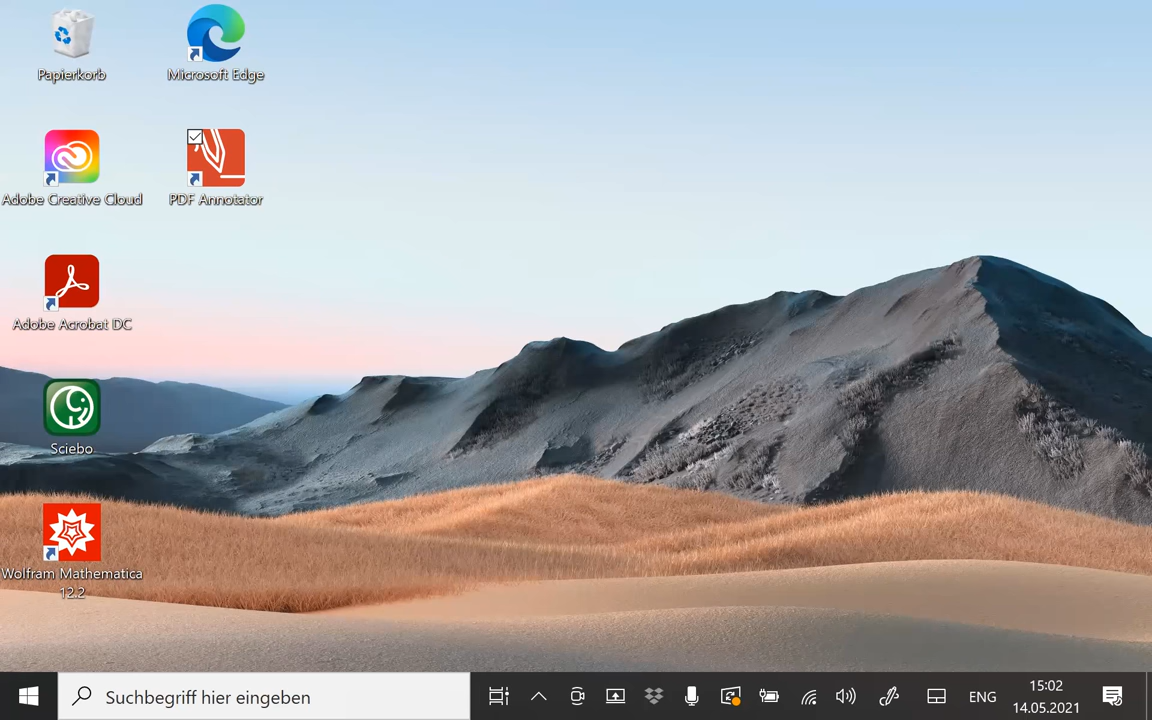 Papierkorb
Microsoft Edge
Adobe Creative Cloud
PDF Annotator
Adobe Acrobat DC
Sciebo
Wolfram Mathematica
12.2
Suchbegriff hier eingeben
ENG
15:02
14.05.2021